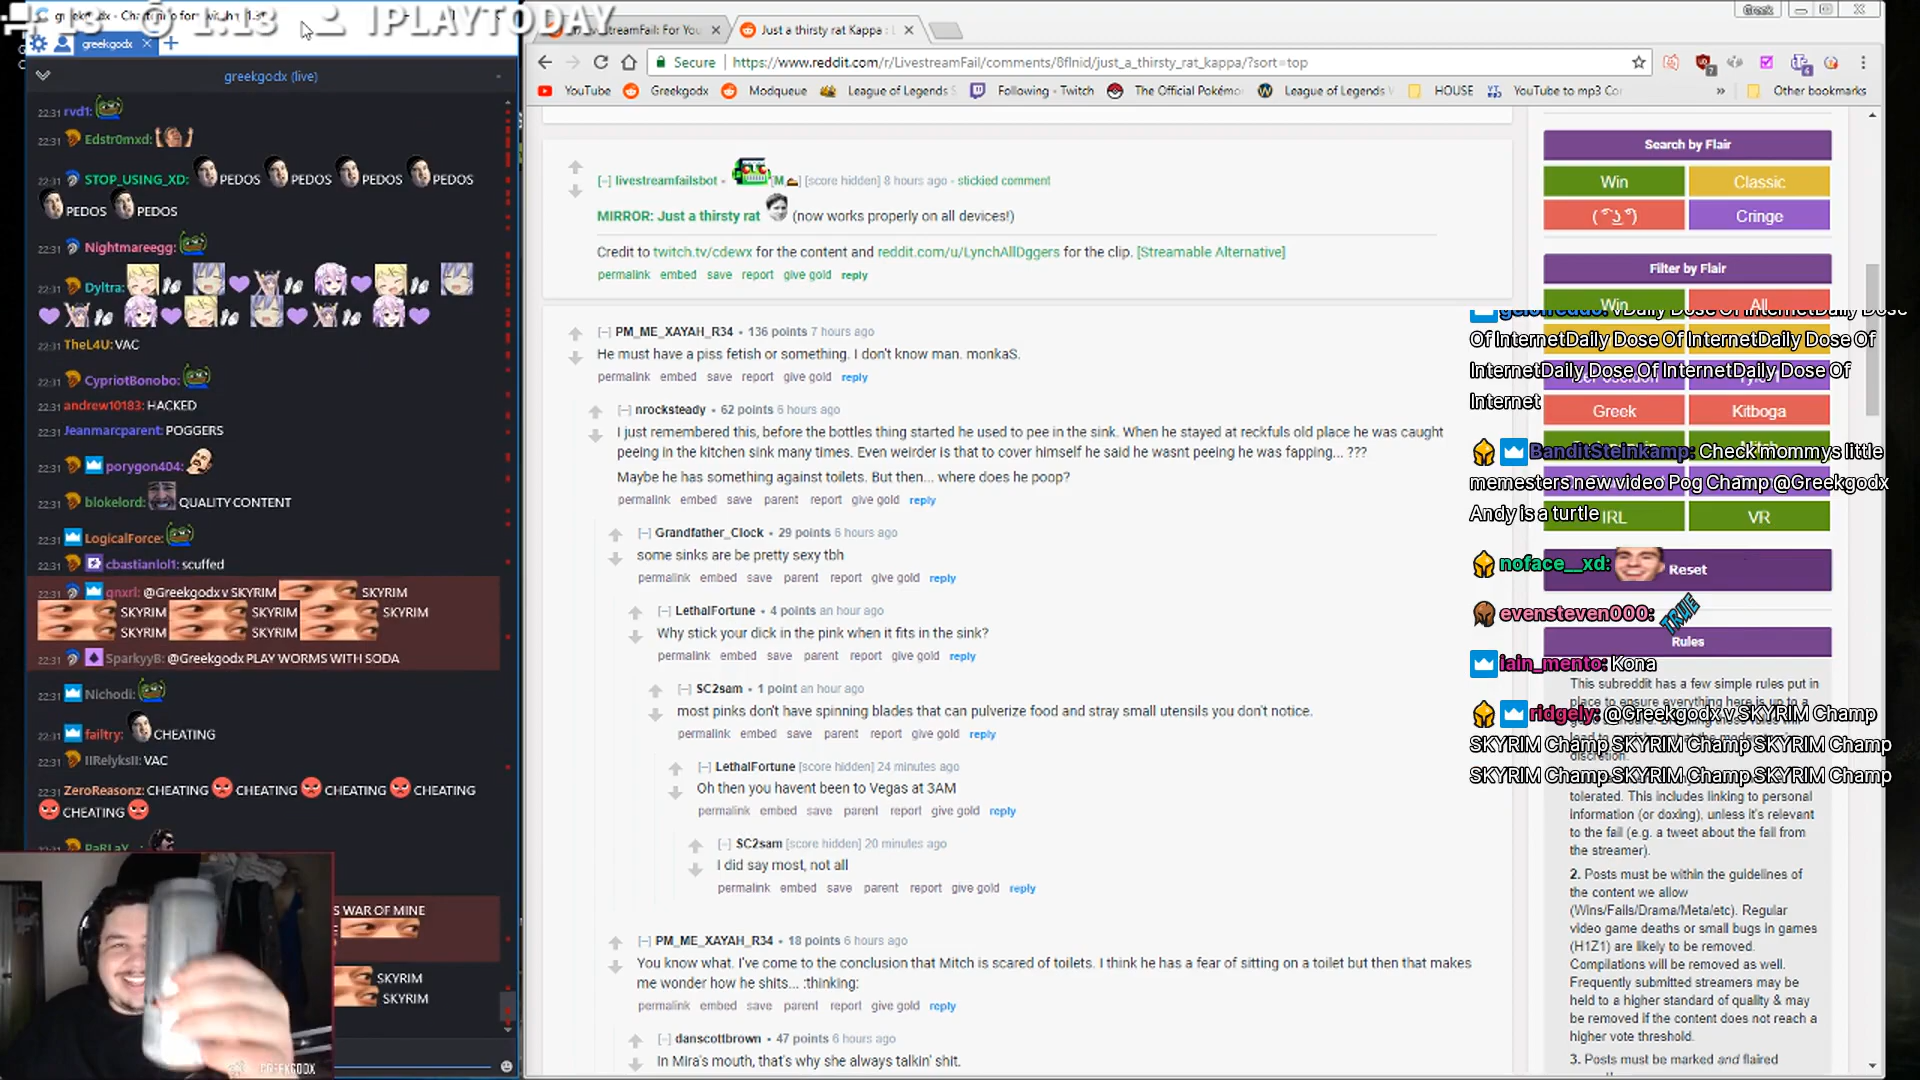 1.13
IPLAYTODAY
greekgodx
greekgodx (live)
22:31 rvd1:
22:31 Edstr0mxd:
22:31 STOP_USING_XD: PEDOS PEDOS PEDOS PEDOS
PEDOS PEDOS
22:31 Nightmareegg:
22:31 Dyltra:
TheL4U: VAC
22:31 CypriotBonobo:
22:31 andrew10183: HACKED
22:31 Jeanmarcparent: POGGERS
22:31 porygon404:
22:31 blokelord: QUALITY CONTENT
22:31 LogicalForce:
22:31 cbastianlol1: scuffed
22:31 qnxrl: @Greekgodx v SKYRIM SKYRIM
SKYRIM SKYRIM SKYRIM
SKYRIM SKYRIM
22:31 SparkyyB: @Greekgodx PLAY WORMS WITH SODA
22:31 Nichodi:
22:31 failtry: CHEATING
22:31 IIRelyksII: VAC
22:31 ZeroReasonz: CHEATING CHEATING CHEATING CHEATING
CHEATING
S WAR OF MINE
SKYRIM
SKYRIM
GREEKGODX
Just a thirsty rat Kappa :
Greek
Secure https://www.reddit.com/r/LivestreamFail/comments/8flnid/just_a_thirsty_rat_kappa/?sort=top
YouTube Greekgodx Modqueue League of Legends Following - Twitch The Official Pokémo League of Legends HOUSE YouTube to mp3 Co » Other bookmarks
[–] livestreamfailsbot • [M] [score hidden] 8 hours ago - stickied comment
MIRROR: Just a thirsty rat (now works properly on all devices!)
Credit to twitch.tv/cdewx for the content and reddit.com/u/LynchAllDggers for the clip. [Streamable Alternative]
permalink embed save report give gold reply
[–] PM_ME_XAYAH_R34 • 136 points 7 hours ago
He must have a piss fetish or something. I don't know man. monkaS.
permalink embed save report give gold reply
[–] nrocksteady • 62 points 6 hours ago
I just remembered this, before the bottles thing started he used to pee in the sink. When he stayed at reckfuls old place he was caught
peeing in the kitchen sink many times. Even weirder is that to cover himself he said he wasnt peeing he was fapping... ???
Maybe he has something against toilets. But then... where does he poop?
permalink embed save parent report give gold reply
[–] Grandfather_Clock • 29 points 6 hours ago
some sinks are be pretty sexy tbh
permalink embed save parent report give gold reply
[–] LethalFortune • 4 points an hour ago
Why stick your dick in the pink when it fits in the sink?
permalink embed save parent report give gold reply
[–] SC2sam • 1 point an hour ago
most pinks don't have spinning blades that can pulverize food and stray small utensils you don't notice.
permalink embed save parent report give gold reply
[–] LethalFortune [score hidden] 24 minutes ago
Oh then you havent been to Vegas at 3AM
permalink embed save parent report give gold reply
[–] SC2sam [score hidden] 20 minutes ago
I did say most, not all
permalink embed save parent report give gold reply
[–] PM_ME_XAYAH_R34 • 18 points 6 hours ago
You know what. I've come to the conclusion that Mitch is scared of toilets. I think he has a fear of sitting on a toilet but then that makes
me wonder how he shits... :thinking:
permalink embed save parent report give gold reply
[–] danscottbrown • 47 points 6 hours ago
In Mira's mouth, that's why she always talkin' shit.
Search by Flair
Win Classic
( ͡° ͜ʖ ͡°) Cringe
Filter by Flair
Win All
Greek Kitboga
IRL VR
Reset
Rules
This subreddit has a few simple rules put in
tolerated. This includes linking to personal
information (or doxing), unless it's relevant
to the fail (e.g. a tweet about the fail from
the streamer).
2. Posts must be within the guidelines of
the content we allow
(Wins/Fails/Drama/Meta/etc). Regular
video game deaths or small bugs in games
(H1Z1) are likely to be removed.
Compilations will be removed as well.
Frequently submitted streamers may be
held to a higher standard of quality & may
be removed if the content does not reach a
higher vote threshold.
3. Posts must be marked and flaired
Of InternetDaily Dose Of InternetDaily Dose Of
InternetDaily Dose Of InternetDaily Dose Of
Internet
BanditSteinkamp: Check mommys little
memesters new video Pog Champ @Greekgodx
Andy is a turtle
noface__xd:
evensteven000: TRUE
iain_mento: Kona
ridgely: @Greekgodx v SKYRIM Champ
SKYRIM Champ SKYRIM Champ SKYRIM Champ
SKYRIM Champ SKYRIM Champ SKYRIM Champ